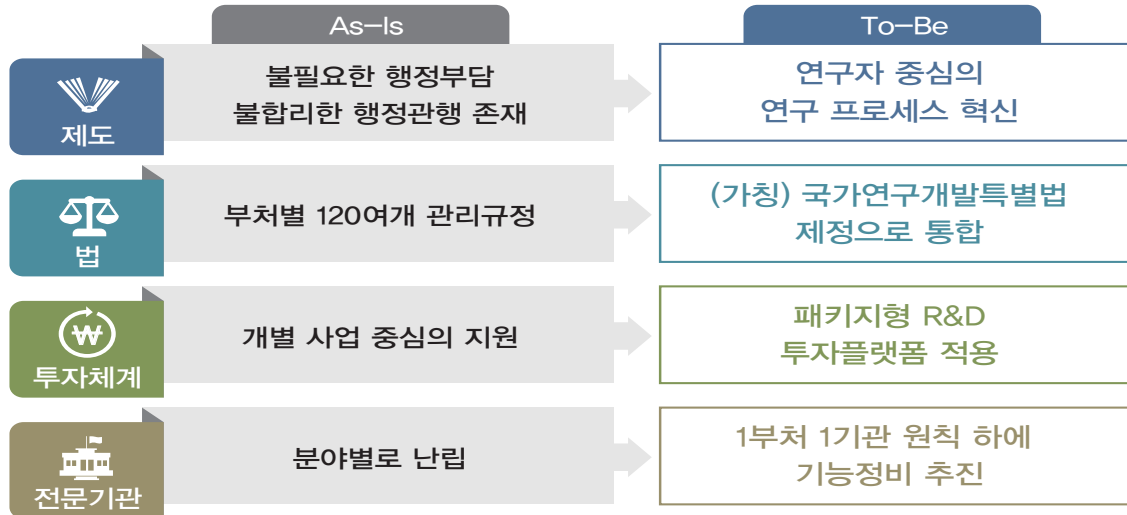 As-Is
To-Be
제도
불필요한 행정부담
불합리한 행정관행 존재
연구자 중심의
연구 프로세스 혁신
법
부처별 120여개 관리규정
(가칭) 국가연구개발특별법
제정으로 통합
₩
투자체계
개별 사업 중심의 지원
패키지형 R&D
투자플랫폼 적용
전문기관
분야별로 난립
1부처 1기관 원칙 하에
기능정비 추진